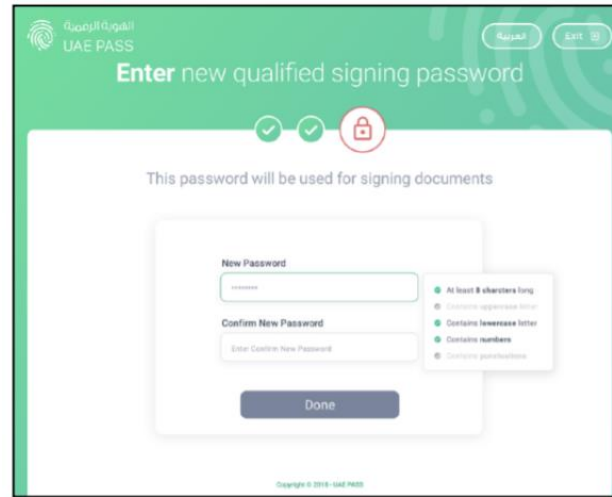 الهوية الرقمية
UAE PASS
العربية
Exit
Enter new qualified signing password
This password will be used for signing documents
New Password
********
At least 8 charsters long
Contains uppercase letter
Confirm New Password
Contains lowercase letter
Enter Confirm New Password
Contains numbers
Contains punctuations
Done
Copyright © 2018 - UAE PASS